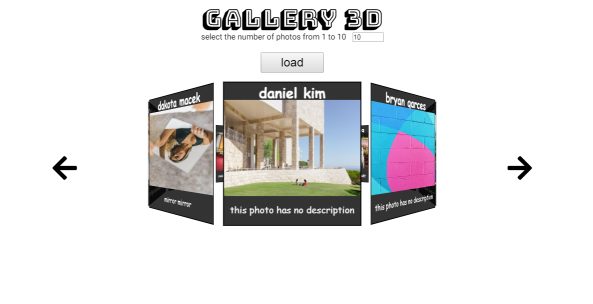 GALLERY 3D
select the number of photos from 1 to 10 10
load
dakota macek
daniel kim
bryan garces
mirror mirror
this photo has no description
this photo has no description